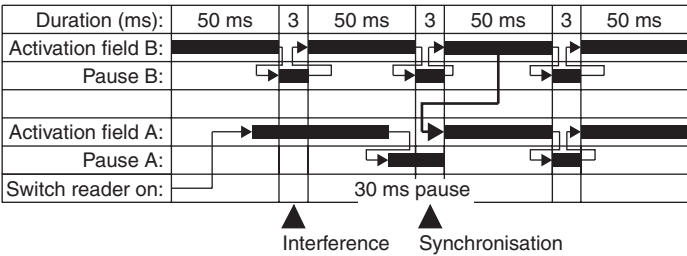 Duration (ms): 50 ms 3 50 ms 3 50 ms 3 50 ms
Activation field B:
Pause B:
Activation field A:
Pause A:
Switch reader on: 30 ms pause
Interference Synchronisation